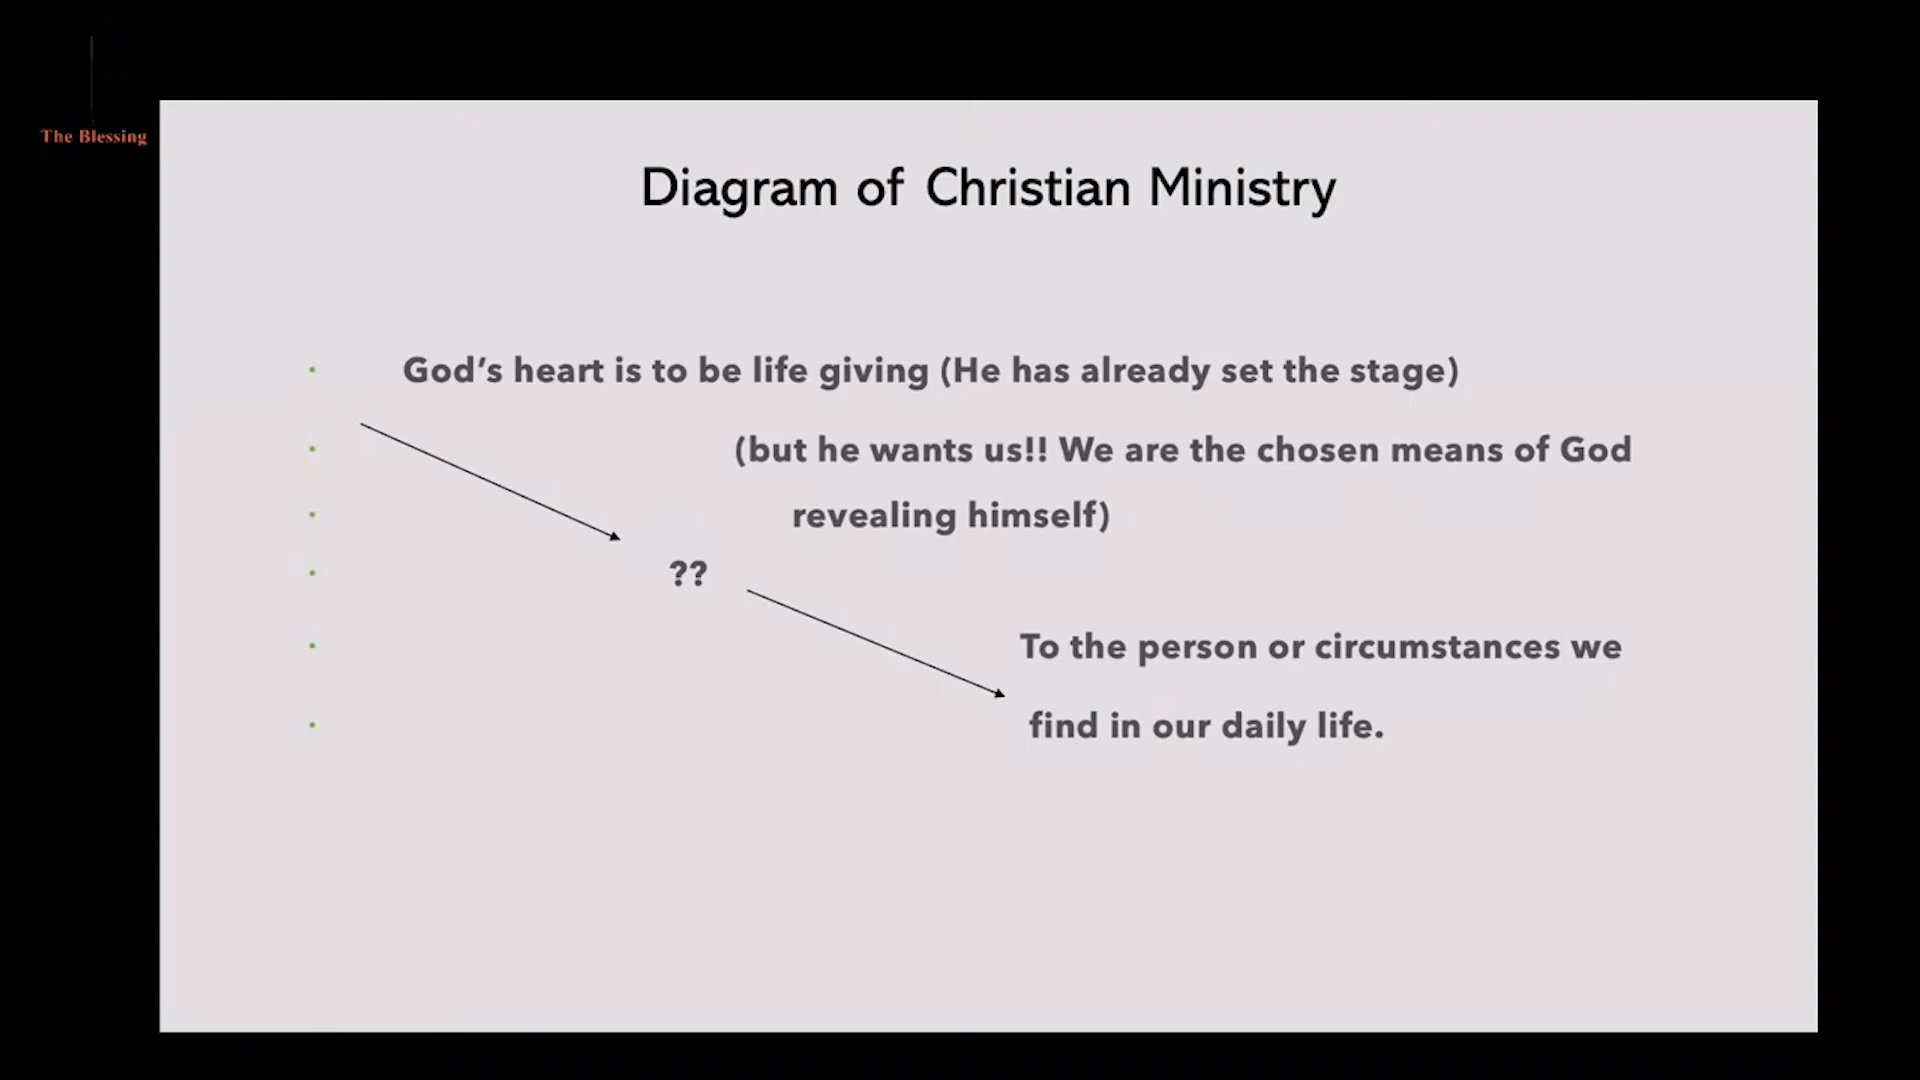 The Blessing
Diagram of Christian Ministry
God’s heart is to be life giving (He has already set the stage)
(but he wants us!! We are the chosen means of God
revealing himself)
??
To the person or circumstances we
find in our daily life.